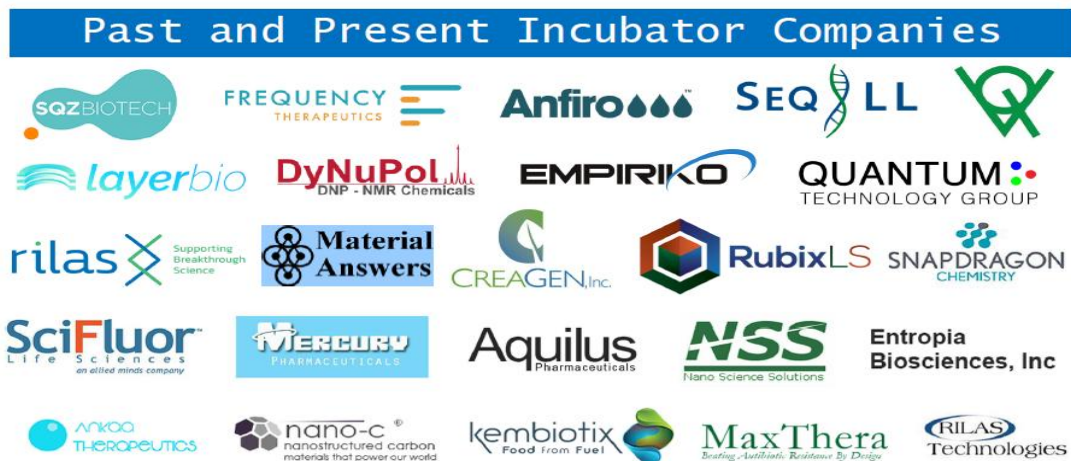 Past and Present Incubator Companies
SQZBIOTECH
FREQUENCY
THERAPEUTICS
Anfiro™
SEQ LL
layerbio
DyNuPol
DNP - NMR Chemicals
EMPIRIKO
QUANTUM
TECHNOLOGY GROUP
rilas
Supporting
Breakthrough
Science
Material
Answers
CREAGEN, Inc.
RubixLS
SNAPDRAGON
CHEMISTRY
SciFluor™
Life Sciences
an allied minds company
MERCURY
PHARMACEUTICALS
Aquilus
Pharmaceuticals
NSS
Nano Science Solutions
Entropia
Biosciences, Inc
ANKAA
THERAPEUTICS
nano-c®
nanostructured carbon
materials that power our world
kembiotix
Food from Fuel
MaxThera
Beating Antibiotic Resistance By Design
RILAS
Technologies